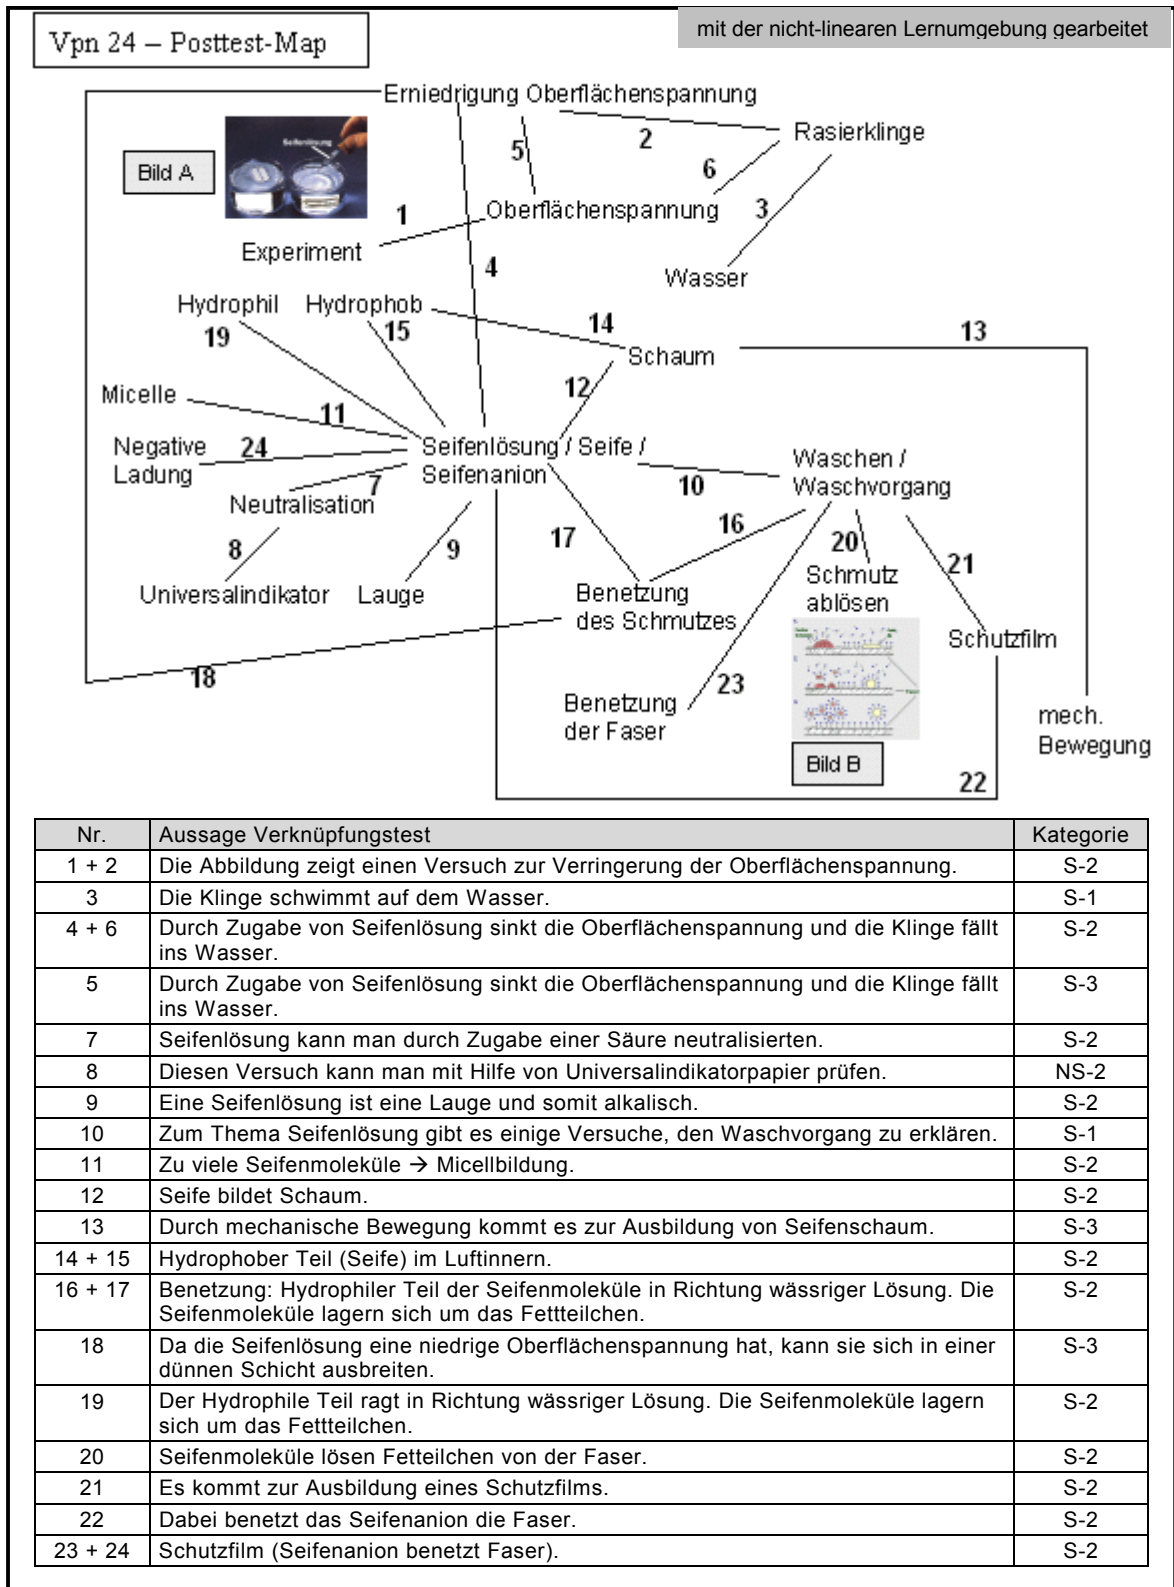 mit der nicht-linearen Lernumgebung gearbeitet
Vpn 24 – Posttest-Map
Erniedrigung Oberflächenspannung
2
Rasierklinge
5
6
Seifenlösung
Bild A
1
Oberflächenspannung
3
Experiment
4
Wasser
Hydrophil
Hydrophob
19
15
14
13
Schaum
12
Micelle
11
Negative
Ladung
24
Seifenlösung / Seife /
Seifenanion
7
10
Waschen /
Waschvorgang
Neutralisation
8
9
17
16
20
21
Universalindikator
Lauge
Benetzung
des Schmutzes
Schmutz
ablösen
Schutzfilm
18
23
Benetzung
der Faser
mech.
Bewegung
Bild B
22
Nr. Aussage Verknüpfungstest Kategorie
1 + 2 Die Abbildung zeigt einen Versuch zur Verringerung der Oberflächenspannung. S-2
3 Die Klinge schwimmt auf dem Wasser. S-1
4 + 6 Durch Zugabe von Seifenlösung sinkt die Oberflächenspannung und die Klinge fällt S-2
ins Wasser.
5 Durch Zugabe von Seifenlösung sinkt die Oberflächenspannung und die Klinge fällt S-3
ins Wasser.
7 Seifenlösung kann man durch Zugabe einer Säure neutralisierten. S-2
8 Diesen Versuch kann man mit Hilfe von Universalindikatorpapier prüfen. NS-2
9 Eine Seifenlösung ist eine Lauge und somit alkalisch. S-2
10 Zum Thema Seifenlösung gibt es einige Versuche, den Waschvorgang zu erklären. S-1
11 Zu viele Seifenmoleküle → Micellbildung. S-2
12 Seife bildet Schaum. S-2
13 Durch mechanische Bewegung kommt es zur Ausbildung von Seifenschaum. S-3
14 + 15 Hydrophober Teil (Seife) im Luftinnern. S-2
16 + 17 Benetzung: Hydrophiler Teil der Seifenmoleküle in Richtung wässriger Lösung. Die S-2
Seifenmoleküle lagern sich um das Fettteilchen.
18 Da die Seifenlösung eine niedrige Oberflächenspannung hat, kann sie sich in einer S-3
dünnen Schicht ausbreiten.
19 Der Hydrophile Teil ragt in Richtung wässriger Lösung. Die Seifenmoleküle lagern S-2
sich um das Fettteilchen.
20 Seifenmoleküle lösen Fetteilchen von der Faser. S-2
21 Es kommt zur Ausbildung eines Schutzfilms. S-2
22 Dabei benetzt das Seifenanion die Faser. S-2
23 + 24 Schutzfilm (Seifenanion benetzt Faser). S-2